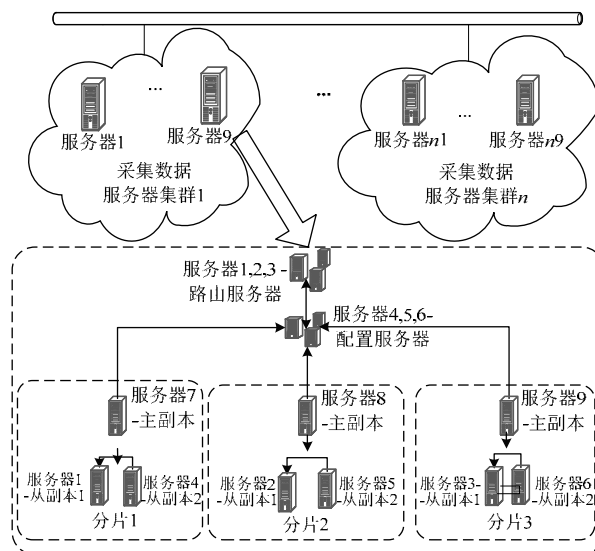 ...
...
...
服务器1
服务器9
服务器n1
服务器n9
采集数据
服务器集群1
采集数据
服务器集群n
服务器1,2,3-
路山服务器
服务器4,5,6-
配置服务器
服务器7
-主副本
服务器8
-主副本
服务器9
-主副本
服务器1
-从副本1
服务器4
-从副本2
分片1
服务器2
-从副本1
服务器5
-从副本2
分片2
服务器3-
-从副本1
服务器6
-从副本2
分片3